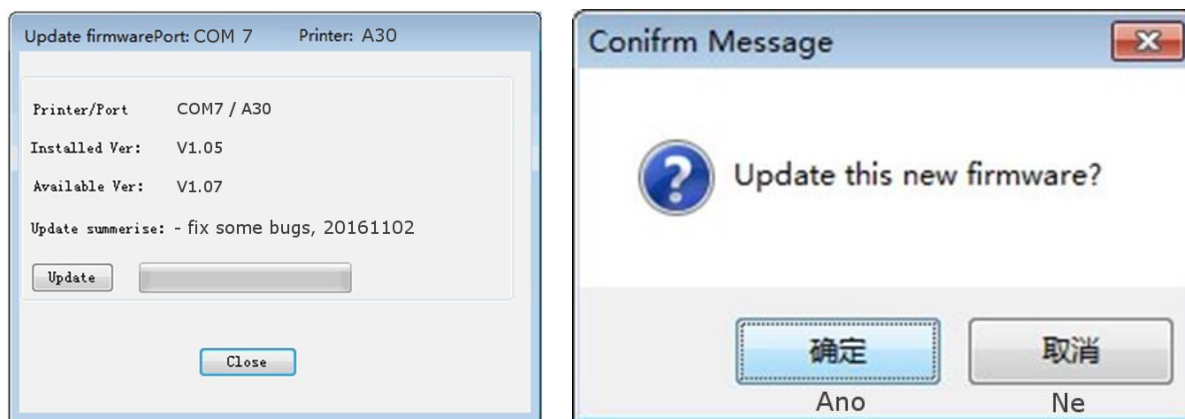 Update firmwarePort: COM 7 Printer: A30
Printer/Port COM7 / A30
Installed Ver: V1.05
Available Ver: V1.07
Update summerise: - fix some bugs, 20161102
Update
Close
Conifrm Message
Update this new firmware?
确定 取消
Ano Ne